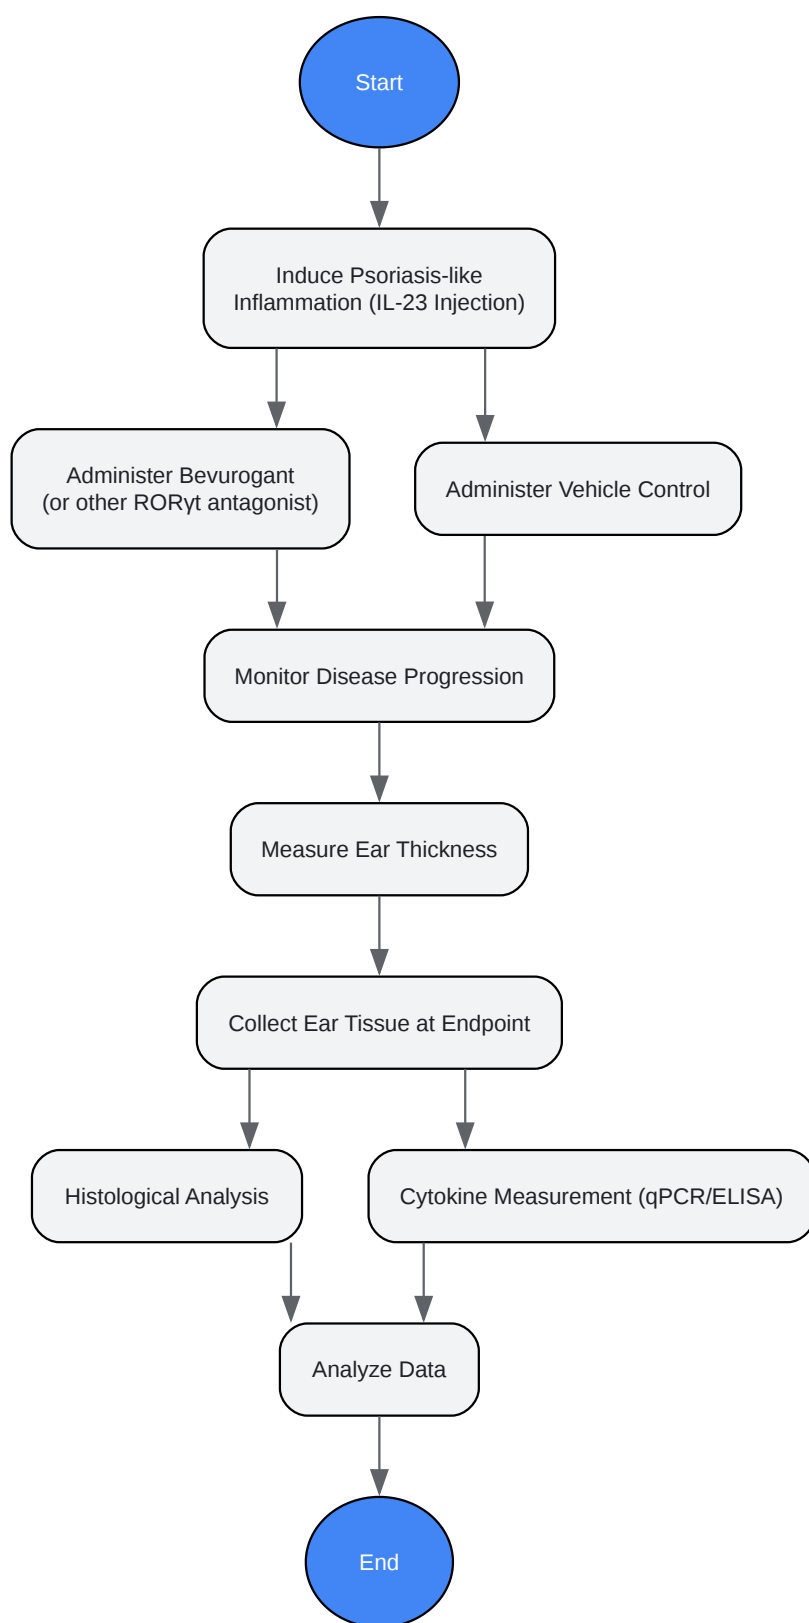 Start
Induce Psoriasis-like
Inflammation (IL-23 Injection)
Administer Bevurogant
(or other RORγt antagonist)
Administer Vehicle Control
Monitor Disease Progression
Measure Ear Thickness
Collect Ear Tissue at Endpoint
Histological Analysis
Cytokine Measurement (qPCR/ELISA)
Analyze Data
End